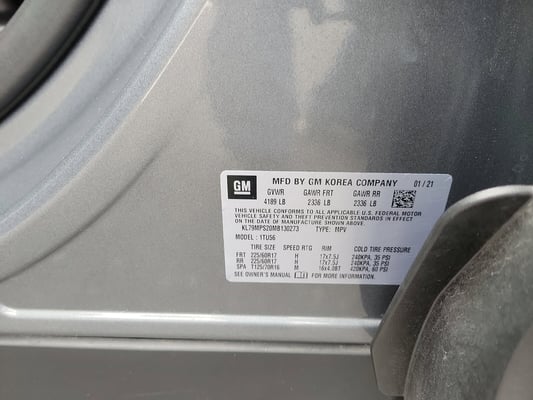 GM
MFD BY GM KOREA COMPANY 01 / 21
GVWR GAWR FRT GAWR RR
4189 LB 2336 LB 2336 LB
THIS VEHICLE CONFORMS TO ALL APPLICABLE U.S. FEDERAL MOTOR
VEHICLE SAFETY AND THEFT PREVENTION STANDARDS IN EFFECT ON THE DATE OF MANUFACTURE
SHOWN ABOVE.
KL79MPS20MB130273 TYPE: MPV
MODEL: 1TU56
TIRE SIZE SPEED RTG RIM COLD TIRE PRESSURE
FRT 225/60R17 H 17x7.5J 240KPA, 35 PSI
RR 225/60R17 H 17x7.5J 240KPA, 35 PSI
SPA T125/70R16 M 16x4.0BT 420KPA, 60 PSI
SEE OWNER'S MANUAL FOR MORE INFORMATION.